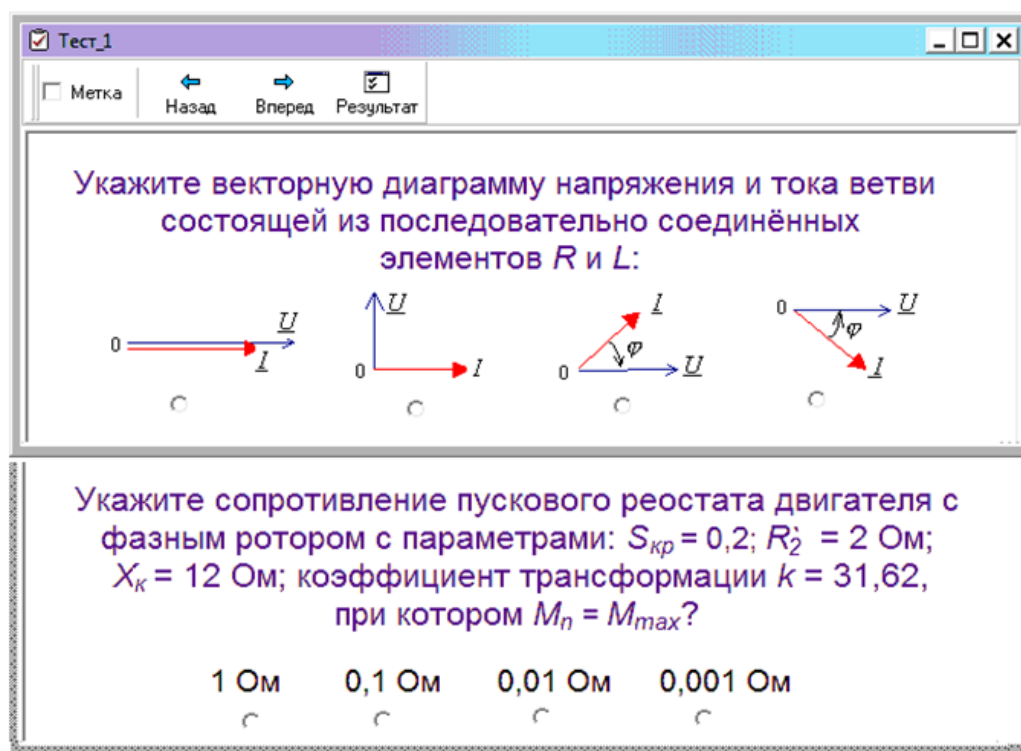 Тест_1
Метка
Назад
Вперед
Результат
Укажите векторную диаграмму напряжения и тока ветви
состоящей из последовательно соединённых
элементов R и L:
0 U I
0 U I
0 I φ U
0 U φ I
Укажите сопротивление пускового реостата двигателя с
фазным ротором с параметрами: Sкр = 0,2; R2` = 2 Ом;
Xк = 12 Ом; коэффициент трансформации k = 31,62,
при котором Mп = Mmax?
1 Ом 0,1 Ом 0,01 Ом 0,001 Ом